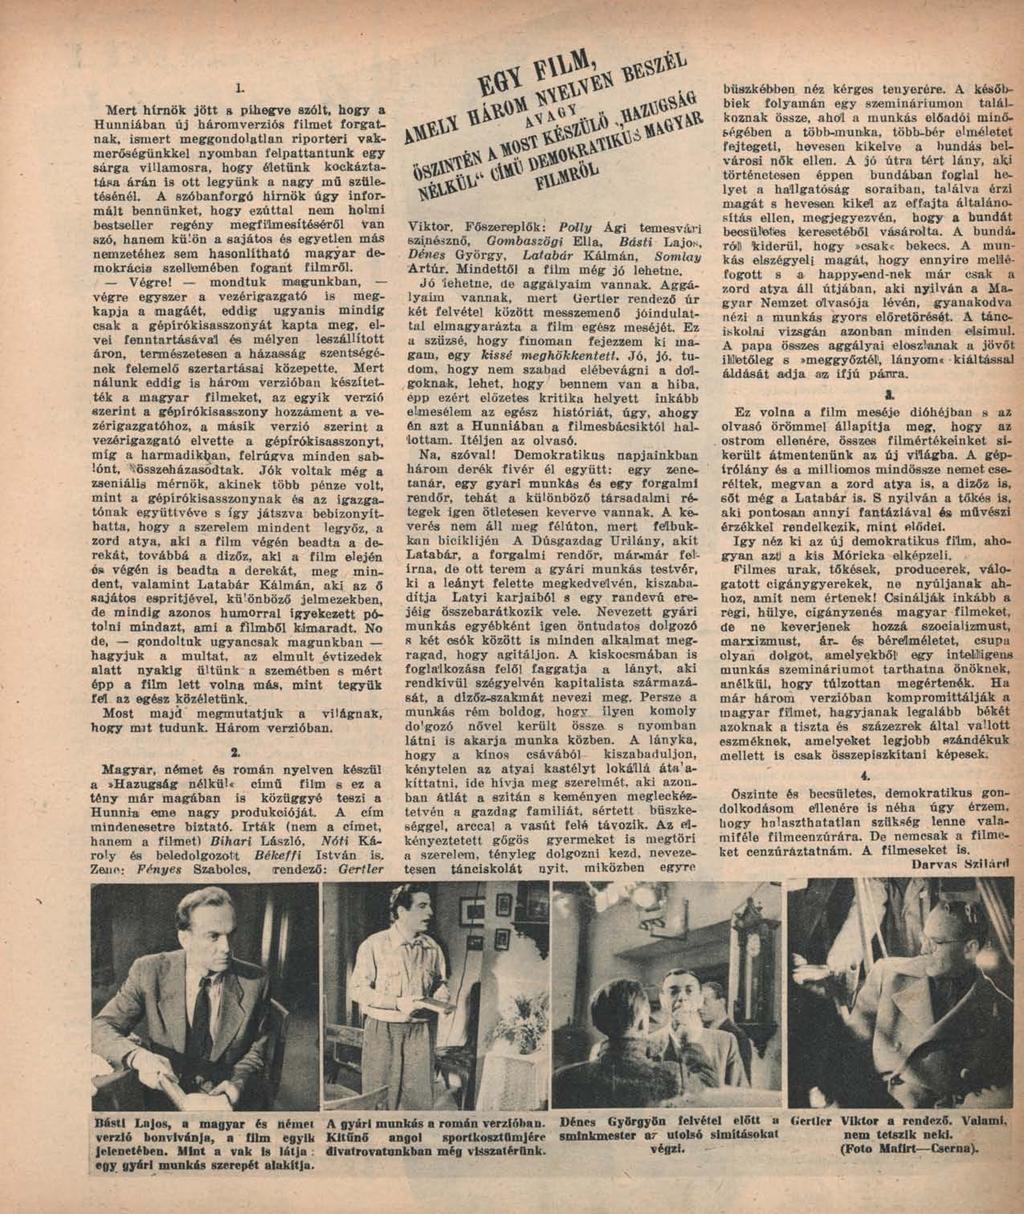 1.
Mert hírnök jött s pihegve szólt, hogy a
Hunniában új háromverziós filmet forgat-
nak, ismert meggondolatlan riporteri vak-
merőségünkkel nyomban felpattantunk egy
sárga villamosra, hogy életünk kockázta-
tása árán is ott legyünk a nagy mű szüle-
tésénél. A szóbanforgó hírnök úgy infor-
mált bennünket, hogy ezúttal nem holmi
bestseller regény megfilmesítéséről van
szó, hanem külön a sajátos és egyetlen más
nemzetéhez sem hasonlítható magyar de-
mokrácia szellemében fogant filmről.
— Végre! — mondtuk magunkban, —
végre egyszer a vezérigazgató is meg-
kapja a magáét, eddig ugyanis mindig
csak a gépírókisasszonyát kapta meg, el-
vei fenntartásával és mélyen leszállított
áron, természetesen a házasság szentségé-
nek felemelő szertartásai közepette. Mert
nálunk eddig is három verzióban készítet-
ték a magyar filmeket, az egyik verzió
szerint a gépírókisasszony hozzáment a ve-
zérigazgatóhoz, a másik verzió szerint a
vezérigazgató elvette a gépírókisasszonyt,
míg a harmadikban, felrúgva minden sab-
lónt, összeházasodtak. Jók voltak még a
zseniális mérnök, akinek több pénze volt,
mint a gépírókisasszonynak és az igazga-
tónak együttvéve s így játszva bebizonyít-
hatta, hogy a szerelem mindent legyőz, a
zord atya, aki a film végén beadta a de-
rekát, továbbá a dizőz, aki a film elején
és végén is beadta a derekát, meg min-
dent, valamint Latabár Kálmán, aki az ő
sajátos espritjével, különböző jelmezekben,
de mindig azonos humorral igyekezett pó-
tolni mindazt, ami a filmből kimaradt. No
de, — gondoltuk ugyancsak magunkban —
hagyjuk a multat, az elmult évtizedek
alatt nyakig ültünk a szemétben s mért
épp a film lett volna más, mint tegyük
fel az egész közéletünk.
Most majd megmutatjuk a világnak,
hogy mit tudunk. Három verzióban.
2.
Magyar, német és román nyelven készül
a »Hazugság nélkül« című film s ez a
tény már magában is közüggyé teszi a
Hunnia eme nagy produkcióját. A cím
mindenesetre biztató. Irták (nem a címet,
hanem a filmet) Bihari László, Nóti Ká-
roly és beledolgozott Békeffi István is.
Zene: Fényes Szabolcs, rendező: Gertler
EGY FILM,
AMELY HÁROM NYELVEN BESZÉL
AVAGY
ŐSZINTÉN A MOST KÉSZÜLŐ „HAZUGSÁG
NÉLKÜL“ CÍMŰ DEMOKRATIKUS MAGYAR
FILMRŐL
Viktor. Főszereplők: Polly Ági temesvári
színésznő, Gombaszögi Ella, Básti Lajos,
Dénes György, Latabár Kálmán, Somlay
Artúr. Mindettől a film még jó lehetne.
Jó lehetne, de aggályaim vannak. Aggá-
lyaim vannak, mert Gertler rendező úr
két felvétel között messzemenő jóindulat-
tal elmagyarázta a film egész meséjét. Ez
a szüzsé, hogy finoman fejezzem ki ma-
gam, egy kissé meghökkentett. Jó, jó, tu-
dom, hogy nem szabad elébevágni a dol-
goknak, lehet, hogy bennem van a hiba,
épp ezért előzetes kritika helyett inkább
elmesélem az egész históriát, úgy, ahogy
én azt a Hunniában a filmesbácsiktól hal-
lottam. Itéljen az olvasó.
Na, szóval! Demokratikus napjainkban
három derék fivér él együtt: egy zene-
tanár, egy gyári munkás és egy forgalmi
rendőr, tehát a különböző társadalmi ré-
tegek igen ötletesen keverve vannak. A ke-
verés nem áll meg félúton, mert felbuk-
kan biciklijén A Dúsgazdag Urilány, akit
Latabár, a forgalmi rendőr, már-már fel-
írna, de ott terem a gyári munkás testvér,
ki a leányt felette megkedvelvén, kiszaba-
dítja Latyi karjaiból s egy randevú ere-
jéig összebarátkozik vele. Nevezett gyári
munkás egyébként igen öntudatos dolgozó
s két csók között is minden alkalmat meg-
ragad, hogy agitáljon. A kiskocsmában is
foglalkozása felől faggatja a lányt, aki
rendkívül szégyelvén kapitalista származá-
sát, a dizőz-szakmát nevezi meg. Persze a
munkás rém boldog, hogy ilyen komoly
dolgozó nővel került össze s nyomban
látni is akarja munka közben. A lányka,
hogy a kínos csávából kiszabaduljon,
kénytelen az atyai kastélyt lokállá átala-
kíttatni, ide hívja meg szerelmét, aki azon-
ban átlát a szitán s keményen megleckéz-
tetvén a gazdag famíliát, sértett büszke-
séggel, arccal a vasút felé távozik. Az el-
kényeztetett gőgös gyermeket is megtöri
a szerelem, tényleg dolgozni kezd, neveze-
tesen tánciskolát nyit, miközben egyre
büszkébben néz kérges tenyerére. A későb-
biek folyamán egy szemináriumon talál-
koznak össze, ahol a munkás előadói minő-
ségében a több-munka, több-bér elméletet
fejtegeti, hevesen kikelve a bundás bel-
városi nők ellen. A jó útra tért lány, aki
történetesen éppen bundában foglal he-
lyet a hallgatóság soraiban, találva érzi
magát s hevesen kikel az effajta általáno-
sítás ellen, megjegyezvén, hogy a bundát
becsületes keresetéből vásárolta. A bundá-
ról kiderül, hogy »csak« bekecs. A mun-
kás elszégyeli magát, hogy ennyire mellé-
fogott s a happy-end-nek már csak a
zord atya áll útjában, aki nyilván a Ma-
gyar Nemzet olvasója lévén, gyanakodva
nézi a munkás gyors előretörését. A tánc-
iskolai vizsgán azonban minden elsimul.
A papa összes aggályai eloszlanak a jövőt
illetőleg s »meggyőztél, lányom« kiáltással
áldását adja az ifjú párra.
3.
Ez volna a film meséje dióhéjban s az
olvasó örömmel állapítja meg, hogy az
ostrom ellenére, összes filmértékeinket si-
került átmentenünk az új világba. A gép-
írólány és a milliomos mindössze nemet cse-
réltek, megvan a zord atya is, a dizőz is,
sőt még a Latabár is. S nyilván a tőkés is,
aki pontosan annyi fantáziával és művészi
érzékkel rendelkezik, mint elődei.
Igy néz ki az új demokratikus film, aho-
gyan azt a kis Móricka elképzeli.
Filmes urak, tőkések, producerek, válo-
gatott cigánygyerekek, ne nyúljanak ah-
hoz, amit nem értenek! Csinálják inkább a
régi, hülye, cigányzenés magyar filmeket,
de ne keverjenek hozzá szocializmust,
marxizmust, ár- és bérelméletet, csupa
olyan dolgot, amelyekből egy intelligens
munkás szemináriumot tarthatna önöknek,
anélkül, hogy túlzottan megértenék. Ha
már három verzióban kompromittálják a
magyar filmet, hagyjanak legalább békét
azoknak a tiszta és százezrek által vallott
eszméknek, amelyeket legjobb szándékuk
mellett is csak összepiszkítani képesek.
4.
Őszinte és becsületes, demokratikus gon-
dolkodásom ellenére is néha úgy érzem,
hogy halaszthatatlan szükség lenne vala-
miféle filmcenzúrára. De nemcsak a filme-
ket cenzúráztatnám. A filmeseket is.
Darvas Szilárd
Básti Lajos, a magyar és német
verzió bonvivánja, a film egyik
jelenetében. Mint a vak is látja:
egy gyári munkás szerepét alakítja.
A gyári munkás a román verzióban.
Kitűnő angol sportkosztümjére
divatrovatunkban még visszatérünk.
Dénes Györgyön felvétel előtt a
sminkmester az utolsó simításokat
végzi.
Gertler Viktor a rendező. Valami,
nem tetszik neki.
(Foto Mafirt—Cserna).